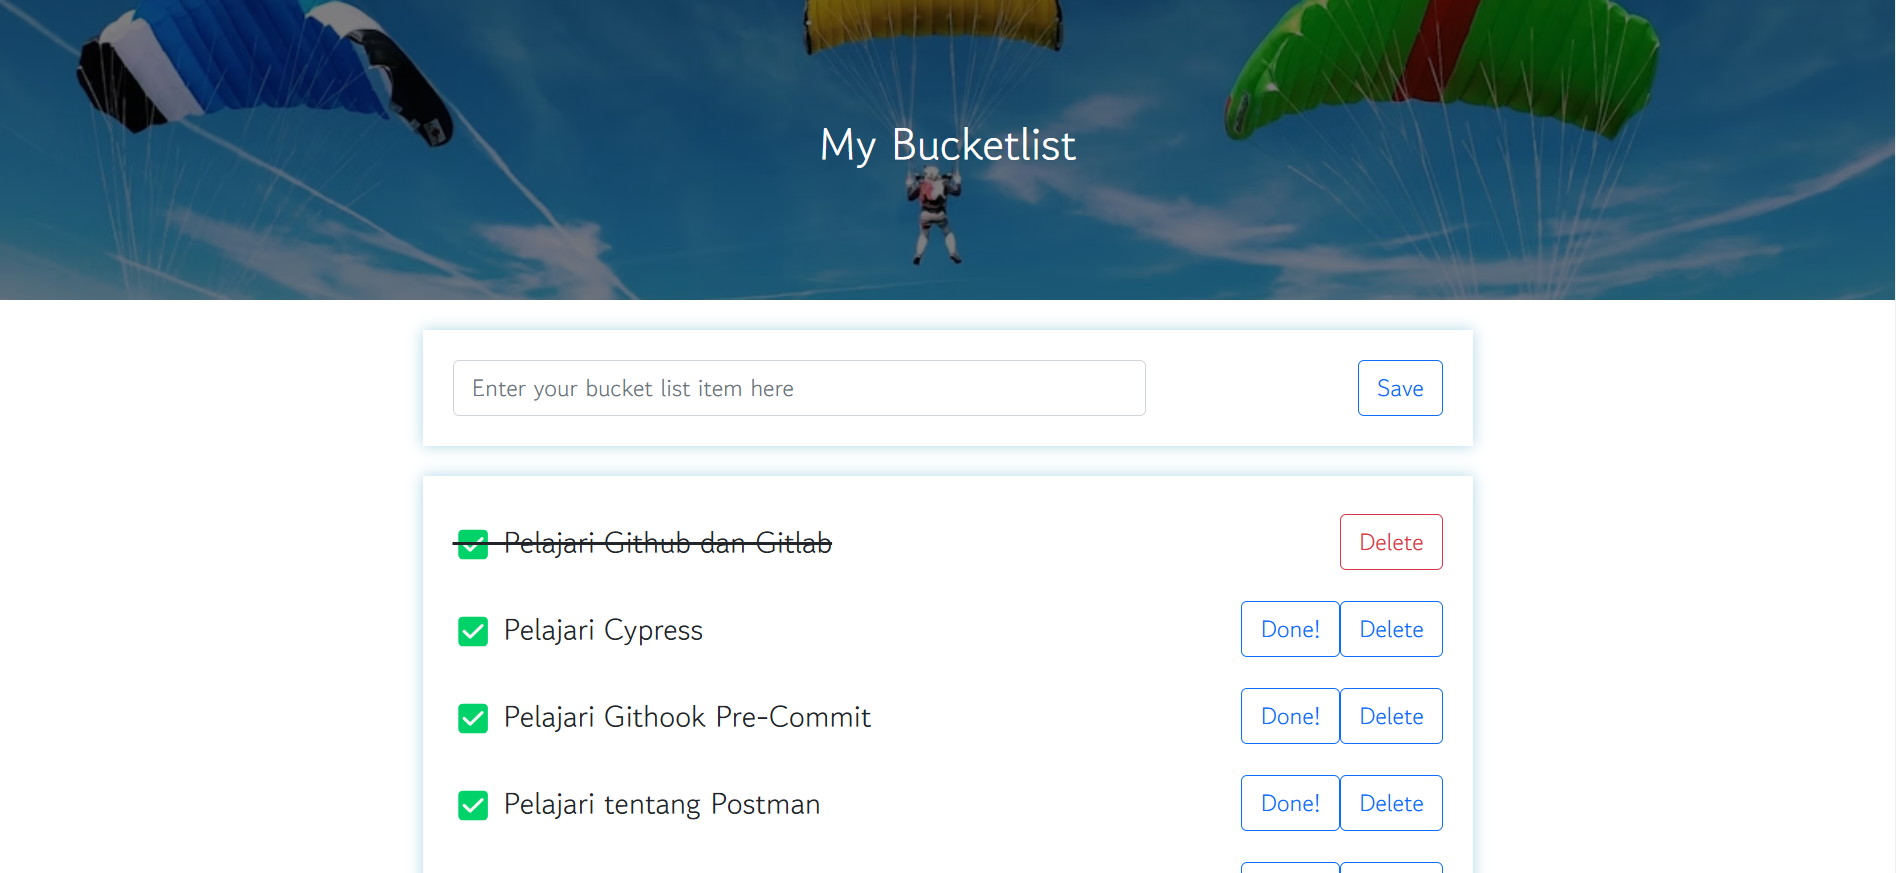 My Bucketlist
Enter your bucket list item here
Save
Pelajari Github dan Gitlab
Delete
Pelajari Cypress
Done!
Delete
Pelajari Githook Pre-Commit
Done!
Delete
Pelajari tentang Postman
Done!
Delete